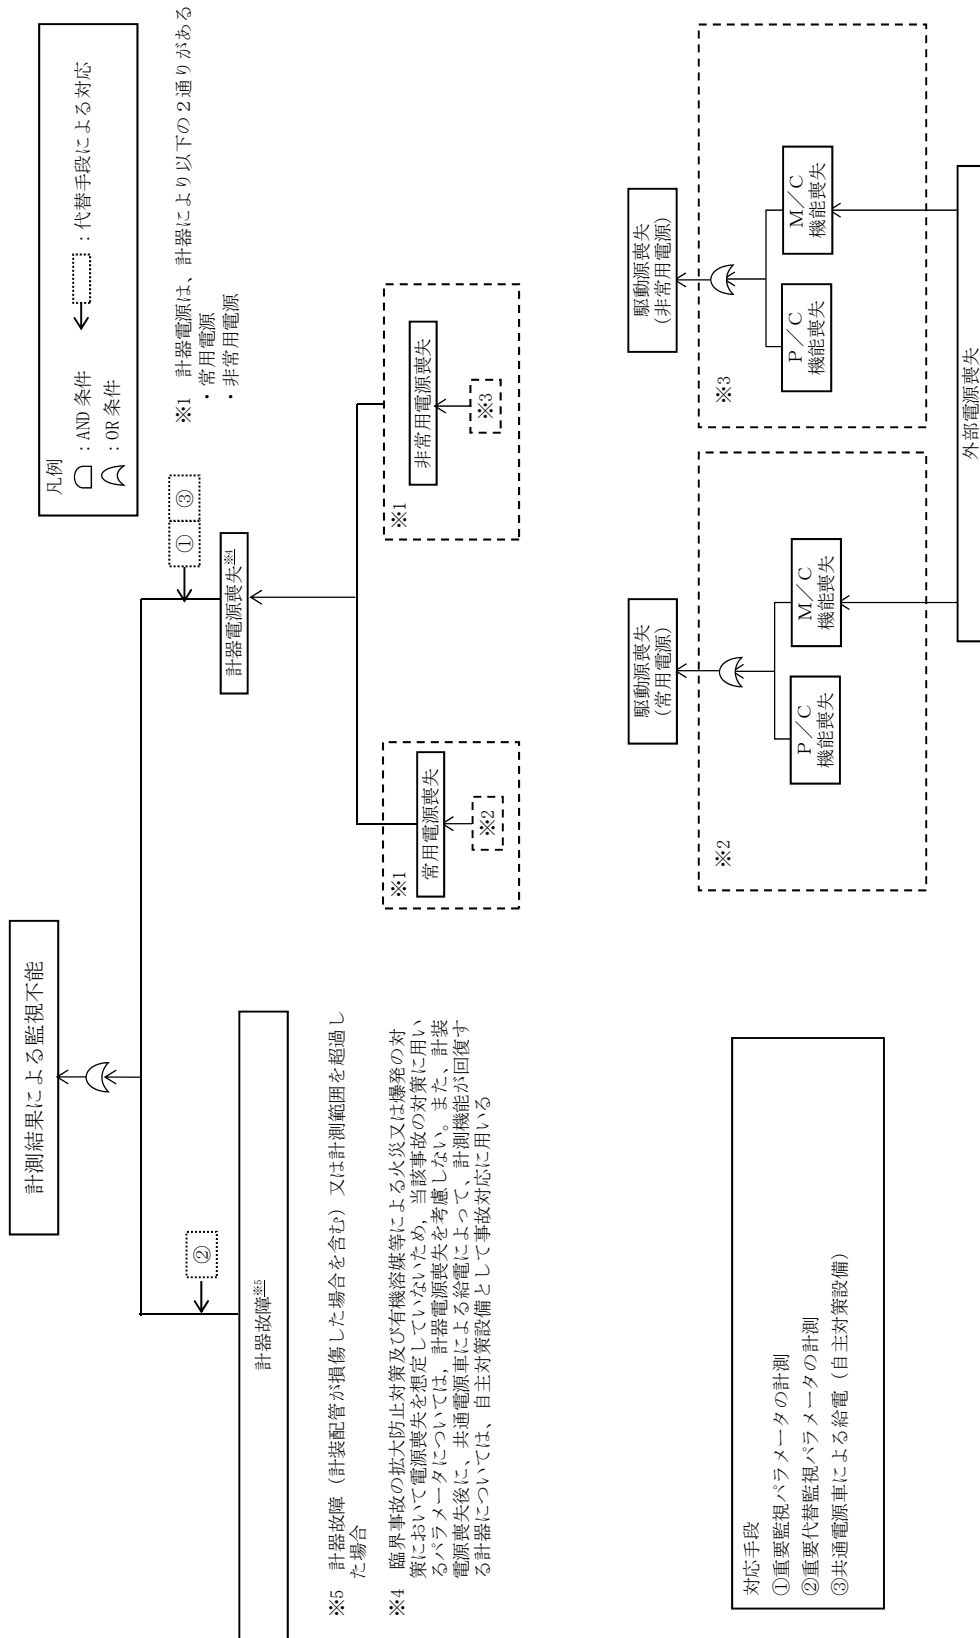 計測結果による監視不能
凡例
：AND 条件
：代替手段による対応
：OR 条件
※1　計器電源は、計器により以下の２通りがある
・常用電源
・非常用電源
②
①
③
計器故障※5
計器電源喪失※4
※5　計器故障（計装配管が損傷した場合を含む）又は計測範囲を超過し
た場合
※4　臨界事故の拡大防止対策及び有機溶媒等による火災又は爆発の対
策において電源喪失を想定していないため，当該事故の対策に用い
るパラメータについては，計器電源喪失を考慮しない。また、計装
電源喪失後に、共通電源車による給電によって、計測機能が回復す
る計器については、自主対策設備として事故対応に用いる
※1
常用電源喪失
※2
※1
非常用電源喪失
※3
対応手段
①重要監視パラメータの計測
②重要代替監視パラメータの計測
③共通電源車による給電（自主対策設備）
駆動源喪失
（常用電源）
※2
Ｐ／Ｃ
機能喪失
Ｍ／Ｃ
機能喪失
駆動源喪失
（非常用電源）
※3
Ｐ／Ｃ
機能喪失
Ｍ／Ｃ
機能喪失
外部電源喪失